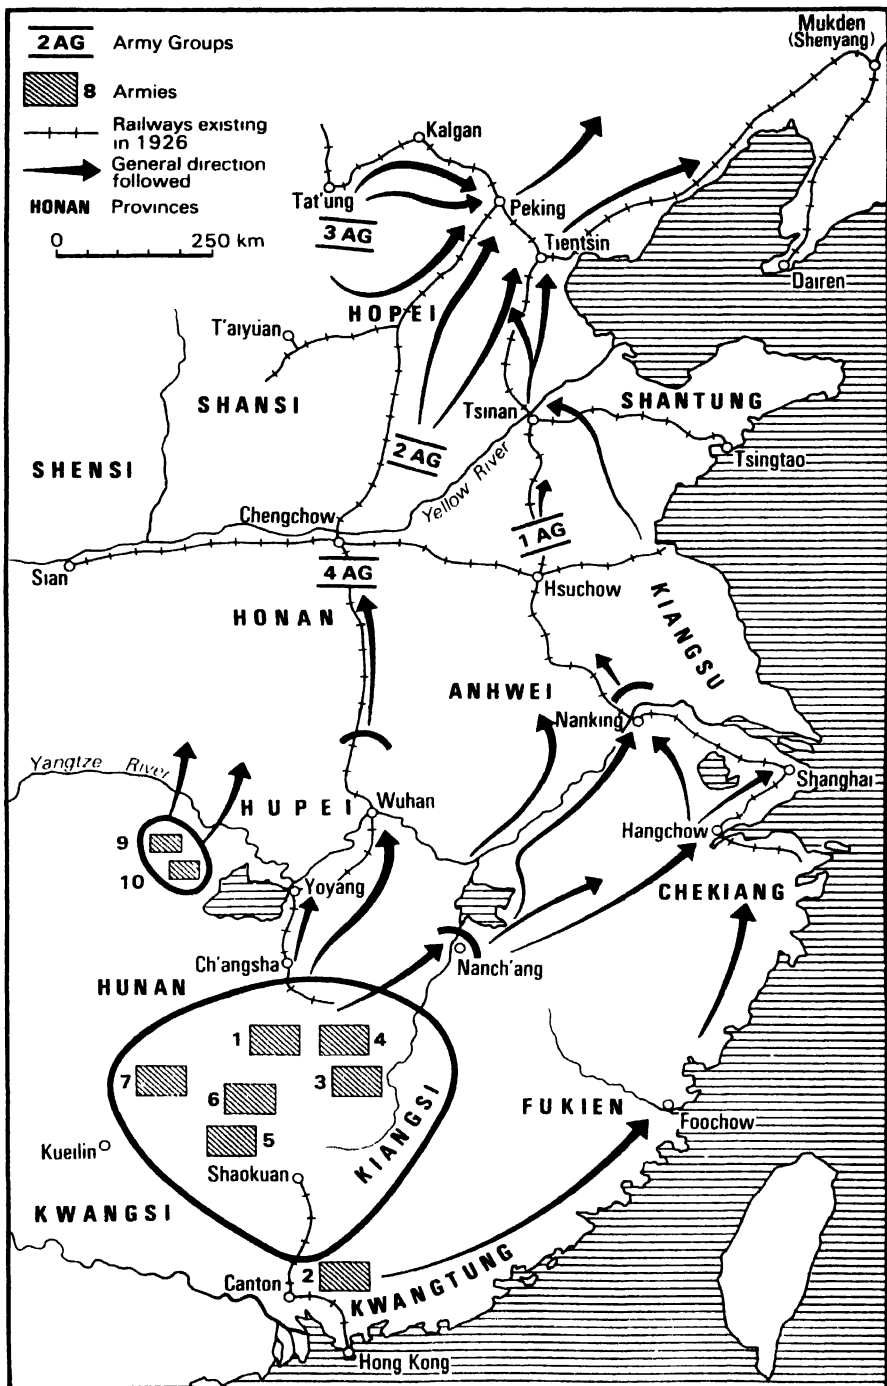 2 AG Army Groups
8 Armies
Railways existing
in 1926
General direction
followed
HONAN Provinces
0 250 km
Mukden
(Shenyang)
Kalgan
Tat'ung
Peking
3 AG
Tientsin
Dairen
HOPEI
T'aiyuan
SHANSI
Tsinan
SHANTUNG
2 AG
Tsingtao
SHENSI
Yellow River
Chengchow
1 AG
Sian
4 AG
Hsuchow
HONAN
KIANGSU
ANHWEI
Nanking
Yangtze River
Shanghai
HUPEI
Wuhan
Hangchow
9
10
Yoyang
CHEKIANG
Ch'angsha
Nanch'ang
HUNAN
1
4
7
3
6
5
KIANGSI
FUKIEN
Foochow
Kueilin
Shaokuan
KWANGSI
2
KWANGTUNG
Canton
Hong Kong